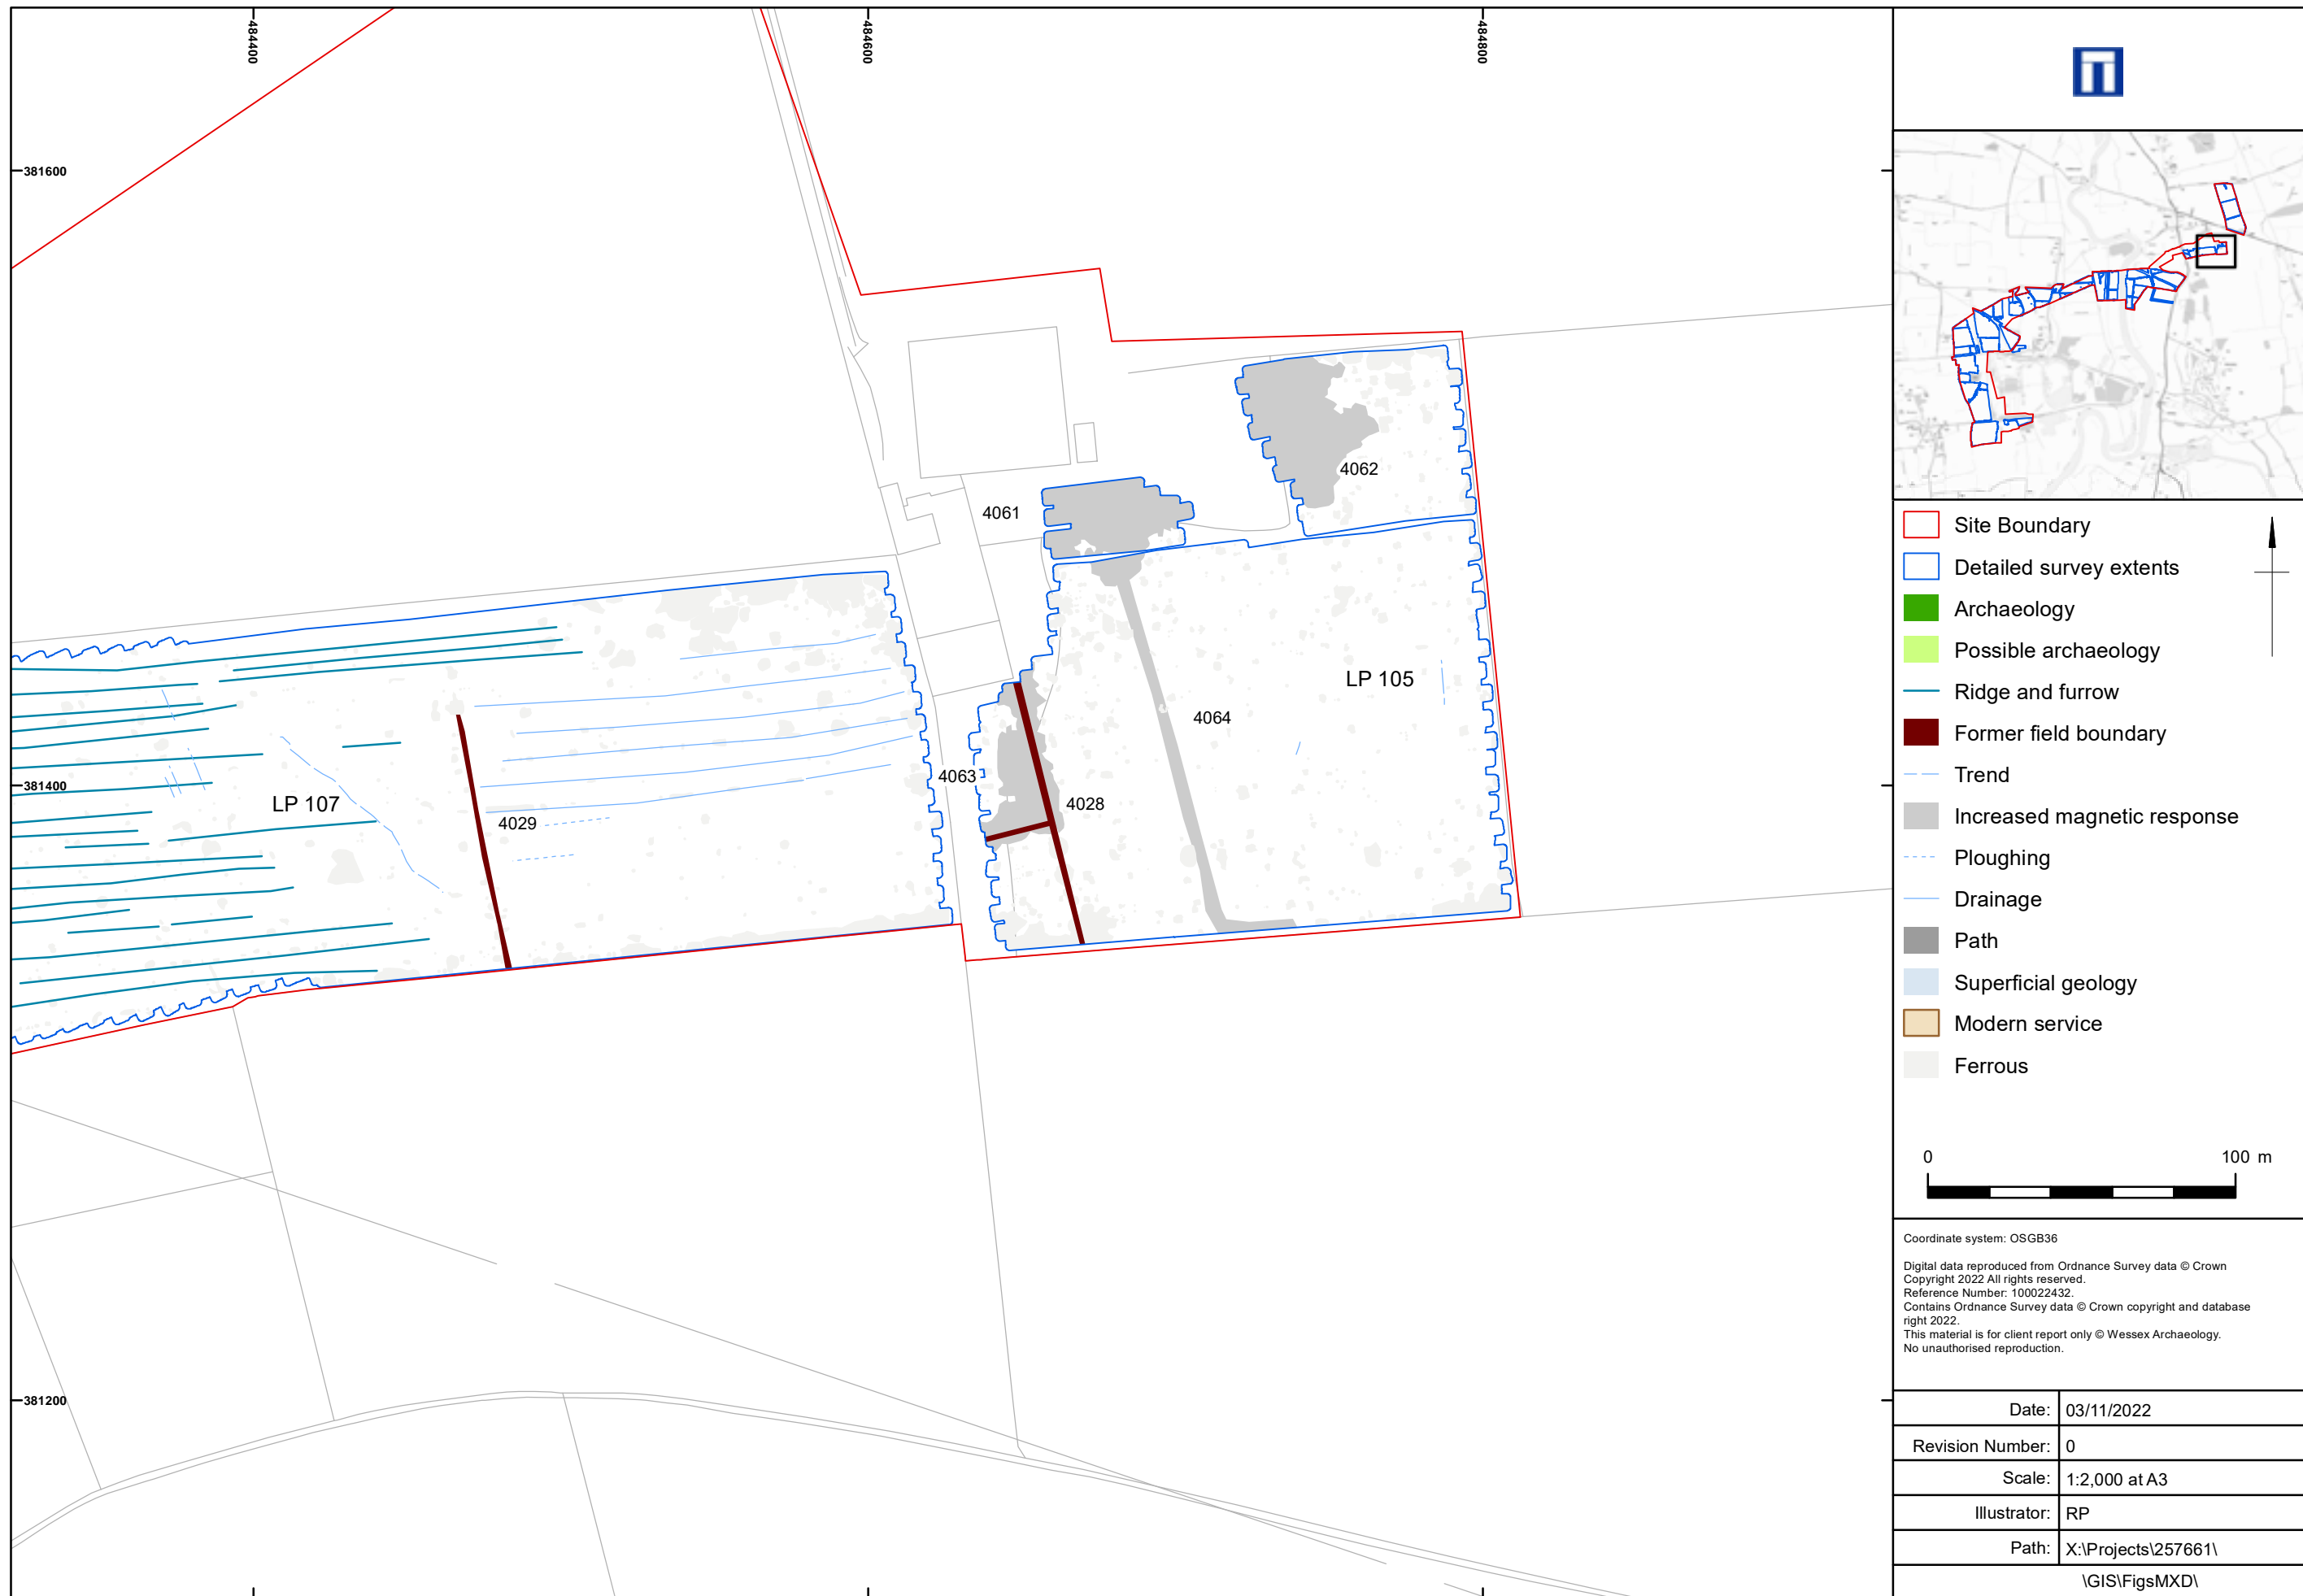 484400
484600
484800
381600
381400
381200
4062
4061
LP 105
4064
4063
4028
LP 107
4029
Site Boundary
Detailed survey extents
Archaeology
Possible archaeology
Ridge and furrow
Former field boundary
Trend
Increased magnetic response
Ploughing
Drainage
Path
Superficial geology
Modern service
Ferrous
0 100 m
Coordinate system: OSGB36
Digital data reproduced from Ordnance Survey data © Crown
Copyright 2022 All rights reserved.
Reference Number: 100022432.
Contains Ordnance Survey data © Crown copyright and database
right 2022.
This material is for client report only © Wessex Archaeology.
No unauthorised reproduction.
Date: 03/11/2022
Revision Number: 0
Scale: 1:2,000 at A3
Illustrator: RP
Path: X:\Projects\257661\
\GIS\FigsMXD\